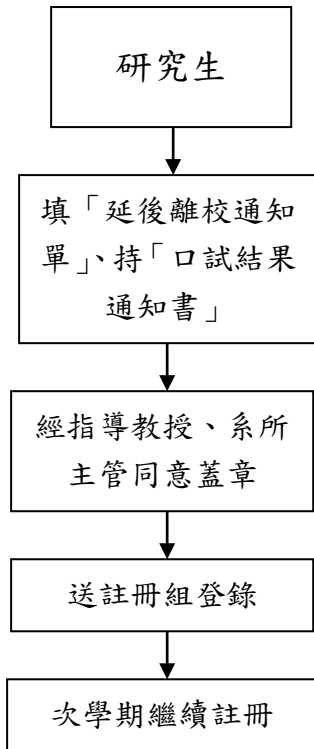 研究生
填「延後離校通知
單」、持「口試結果
通知書」
經指導教授、系所
主管同意蓋章
送註冊組登錄
次學期繼續註冊